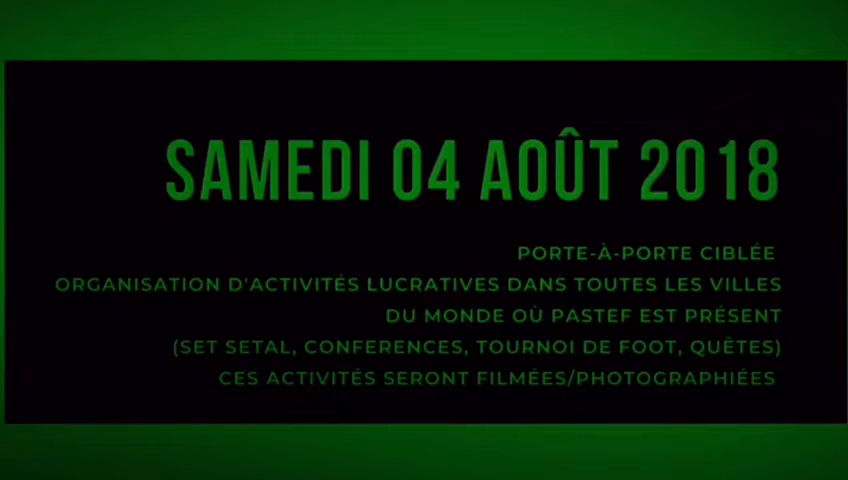 SAMEDI 04 AOÛT 2018
PORTE-À-PORTE CIBLÉE
ORGANISATION D'ACTIVITÉS LUCRATIVES DANS TOUTES LES VILLES
DU MONDE OÙ PASTEF EST PRÉSENT
(SET SETAL, CONFERENCES, TOURNOI DE FOOT, QUÊTES)
CES ACTIVITÉS SERONT FILMÉES/PHOTOGRAPHIÉES